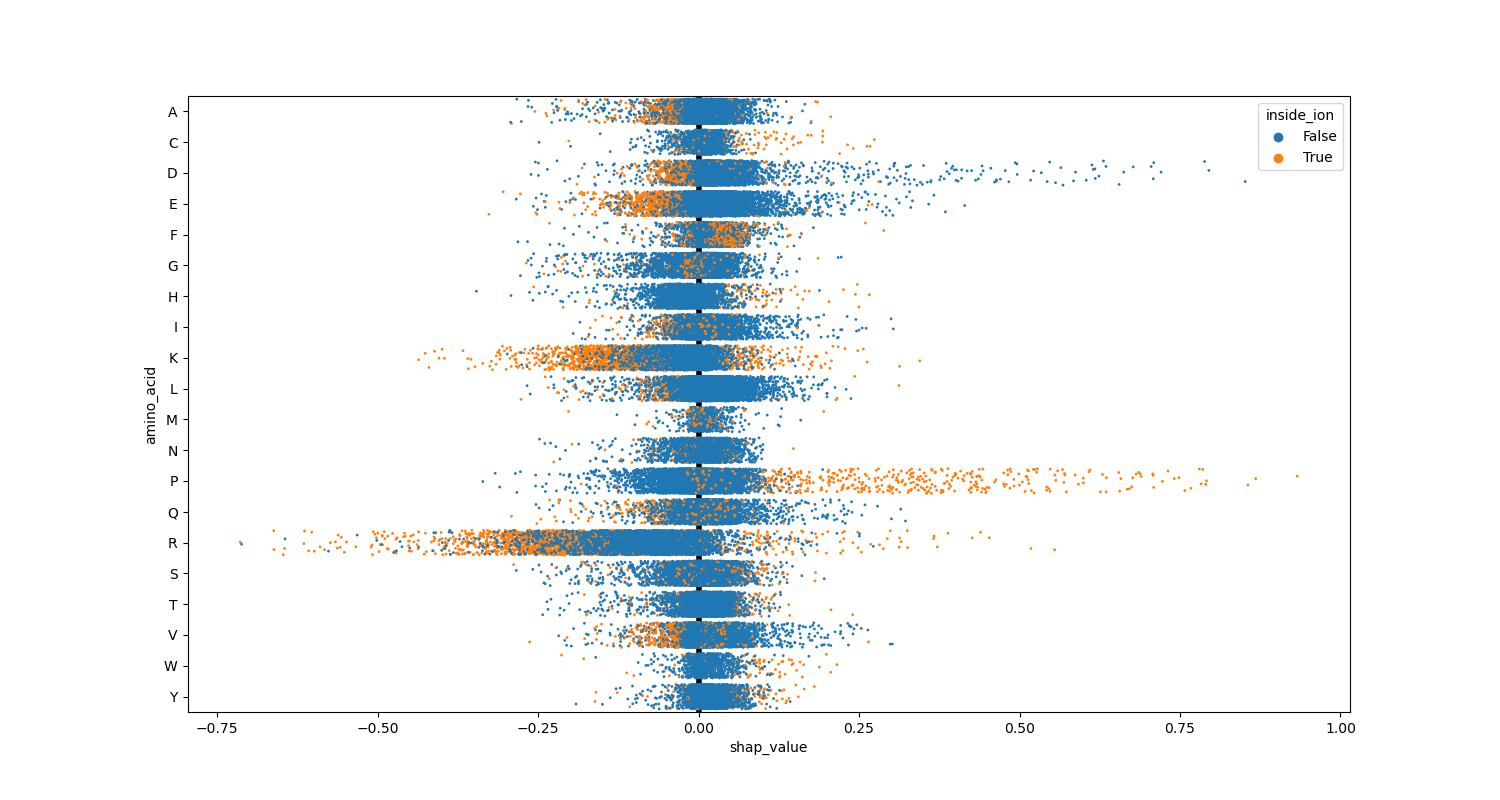 inside_ion
False
True
amino_acid
A
C
D
E
F
G
H
I
K
L
M
N
P
Q
R
S
T
V
W
Y
−0.75 −0.50 −0.25 0.00 0.25 0.50 0.75 1.00
shap_value